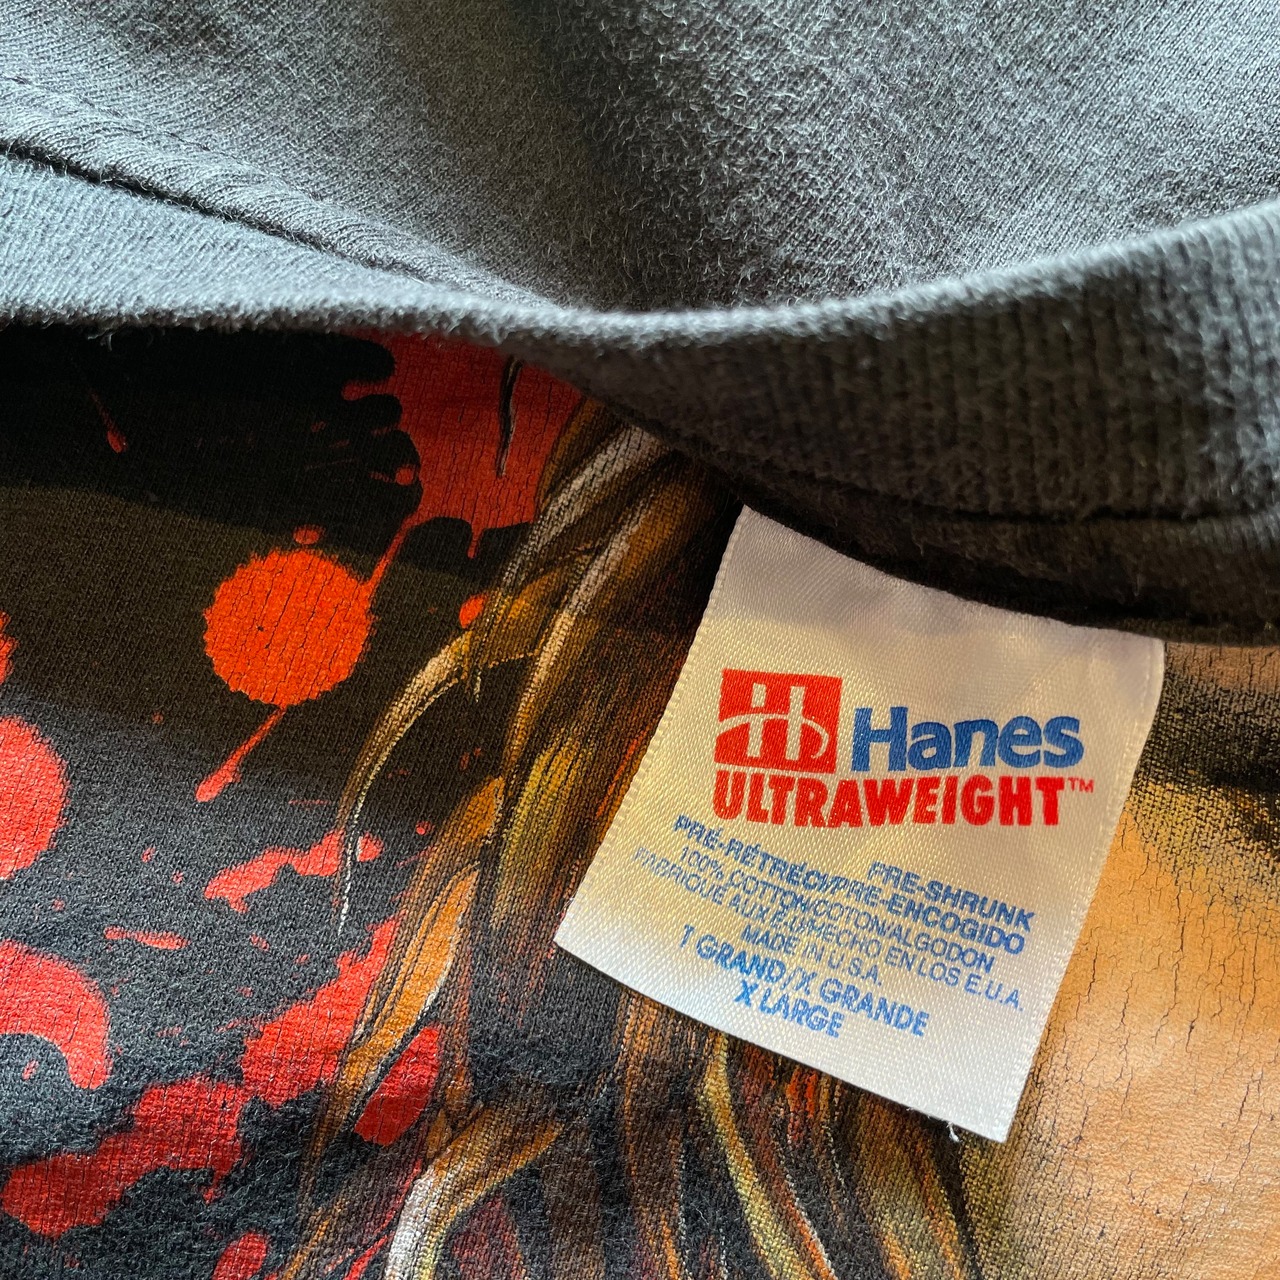 Hanes
ULTRAWEIGHT™
PRE-SHRUNK
PRÉ-RÉTRÉCI/PRE-ENCOGIDO
100% COTTON/COTON/ALGODON
FABRIQUÉ AUX É.U./HECHO EN LOS E.U.A.
MADE IN U.S.A.
T GRAND/X GRANDE
X LARGE